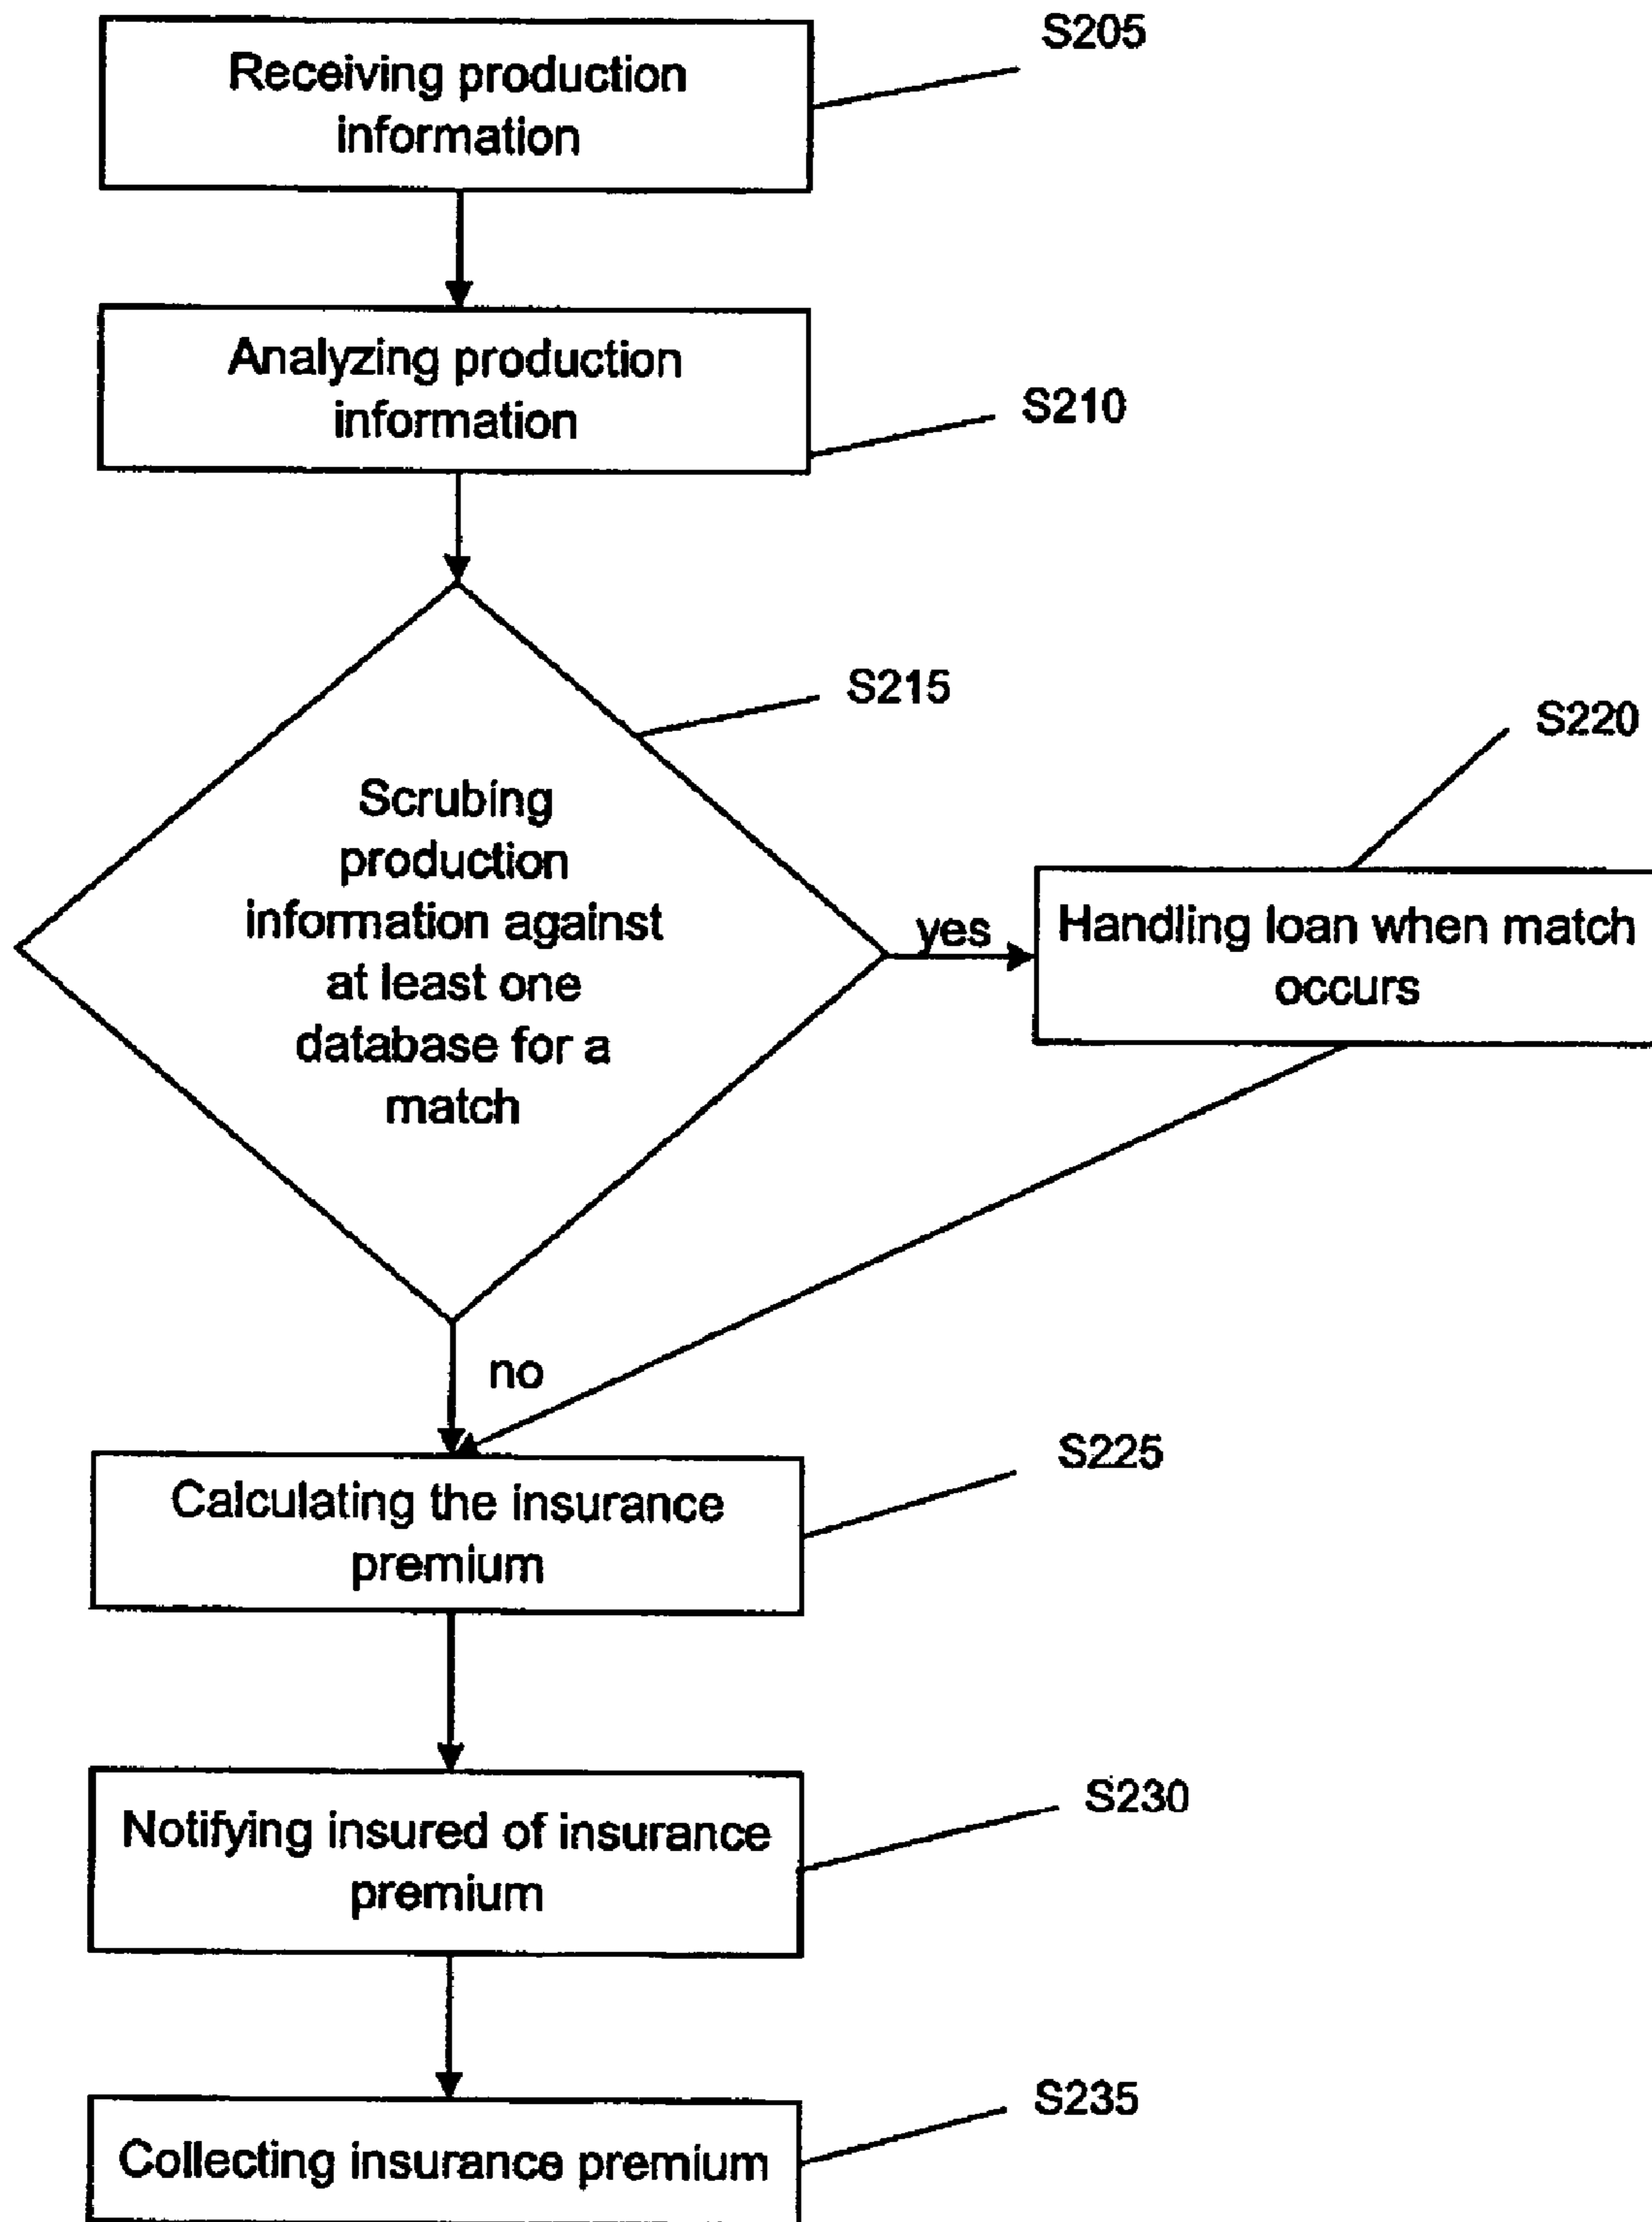 S205
Receiving production
information
Analyzing production
information
S210
S215
S220
Scrubing
production
information against
at least one
database for a
match
yes
Handling loan when match
occurs
no
S225
Calculating the insurance
premium
S230
Notifying insured of insurance
premium
S235
Collecting insurance premium